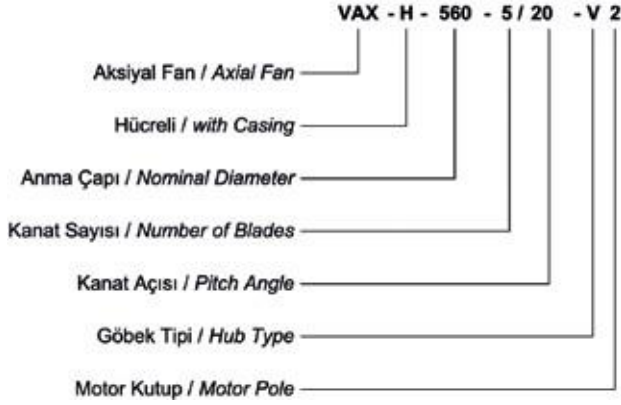 VAX - H - 560 - 5 / 20 - V 2
Aksiyal Fan / Axial Fan
Hücreli / with Casing
Anma Çapı / Nominal Diameter
Kanat Sayısı / Number of Blades
Kanat Açısı / Pitch Angle
Göbek Tipi / Hub Type
Motor Kutup / Motor Pole